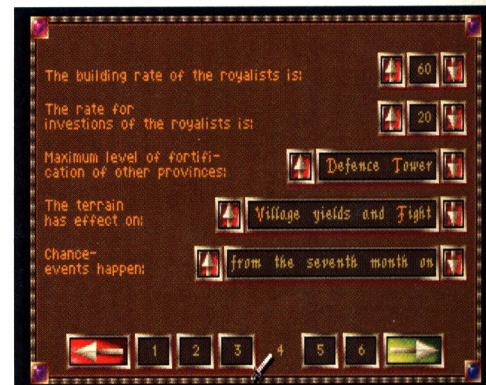 The building rate of the royalists is: 60
The rate for
investions of the royalists is: 20
Maximum level of fortifi-
cation of other provinces: Defence Tower
The terrain
has effect on: Village yields and Fight
Chance-
events happen: from the seventh month on
1 2 3 4 5 6